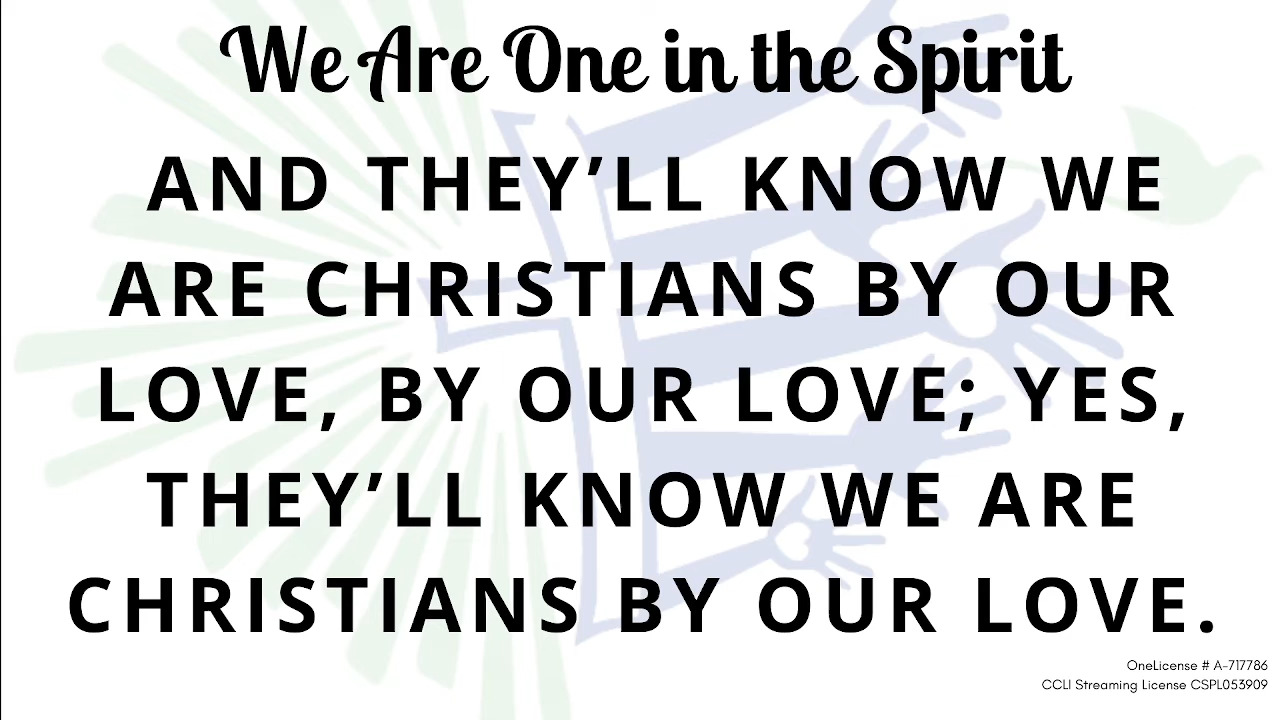 We Are One in the Spirit
AND THEY’LL KNOW WE
ARE CHRISTIANS BY OUR
LOVE, BY OUR LOVE; YES,
THEY’LL KNOW WE ARE
CHRISTIANS BY OUR LOVE.
OneLicense # A-717786
CCLI Streaming License CSPL053909